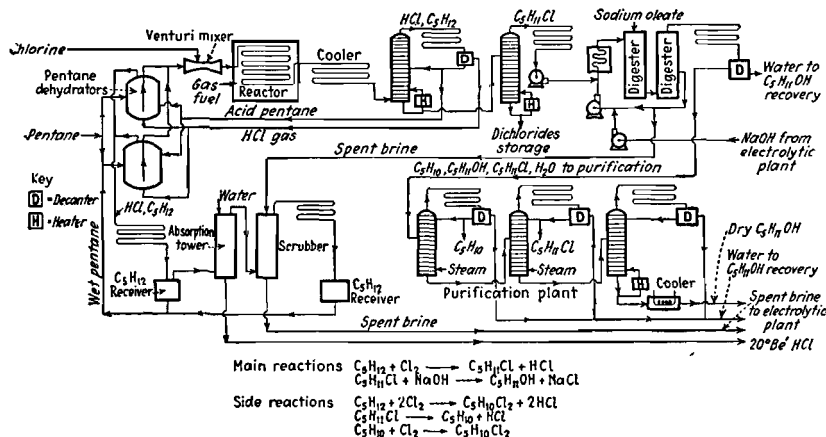 Venturi mixer
HCl, C₅H₁₂
C₅H₁₁Cl
Sodium oleate
Chlorine
Cooler
Digester
Digester
D
D
Water to
C₅H₁₁OH
recovery
Pentane
dehydrators
Gas
fuel
Reactor
H
H
Acid pentane
HCl gas
Dichlorides
storage
NaOH from
electrolytic
plant
Pentane
Spent brine
C₅H₁₀, C₅H₁₁OH, C₅H₁₁Cl, H₂O to purification
Key
D =Decanter
H =Heater
HCl, C₅H₁₂
Water
Wet pentane
Absorption
tower
Scrubber
C₅H₁₂
Receiver
C₅H₁₂
Receiver
D
D
D
C₅H₁₀
C₅H₁₁Cl
Steam
Steam
H
Cooler
Purification plant
Dry C₅H₁₁OH
Water to
C₅H₁₁OH recovery
Spent brine
to electrolytic
plant
Spent brine
20°Bé HCl
Main reactions C₅H₁₂ + Cl₂ → C₅H₁₁Cl + HCl
C₅H₁₁Cl + NaOH → C₅H₁₁OH + NaCl
Side reactions C₅H₁₂ + 2Cl₂ → C₅H₁₀Cl₂ + 2HCl
C₅H₁₁Cl → C₅H₁₀ + HCl
C₅H₁₀ + Cl₂ → C₅H₁₀Cl₂